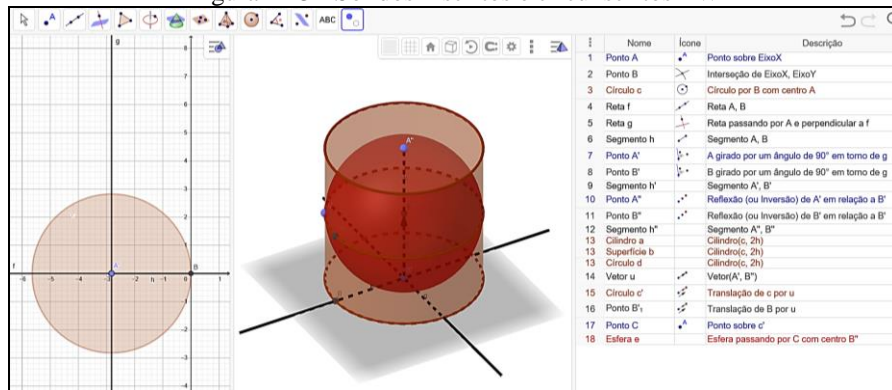 ABC
g
f
A
B
h
8
7
6
5
4
3
2
1
0
-6 -5 -4 -3 -2 -1 0 1
-1
-2
-3
-4
A"
Nome Ícone Descrição
1 Ponto A Ponto sobre EixoX
2 Ponto B Interseção de EixoX, EixoY
3 Círculo c Círculo por B com centro A
4 Reta f Reta A, B
5 Reta g Reta passando por A e perpendicular a f
6 Segmento h Segmento A, B
7 Ponto A' A girado por um ângulo de 90° em torno de g
8 Ponto B' B girado por um ângulo de 90° em torno de g
9 Segmento h' Segmento A', B'
10 Ponto A" Reflexão (ou Inversão) de A' em relação a B'
11 Ponto B" Reflexão (ou Inversão) de B' em relação a B'
12 Segmento h" Segmento A", B"
13 Cilindro a Cilindro(c, 2h)
13 Superfície b Cilindro(c, 2h)
13 Círculo d Cilindro(c, 2h)
14 Vetor u Vetor(A', B")
15 Círculo c' Translação de c por u
16 Ponto B'₁ Translação de B por u
17 Ponto C Ponto sobre c'
18 Esfera e Esfera passando por C com centro B"